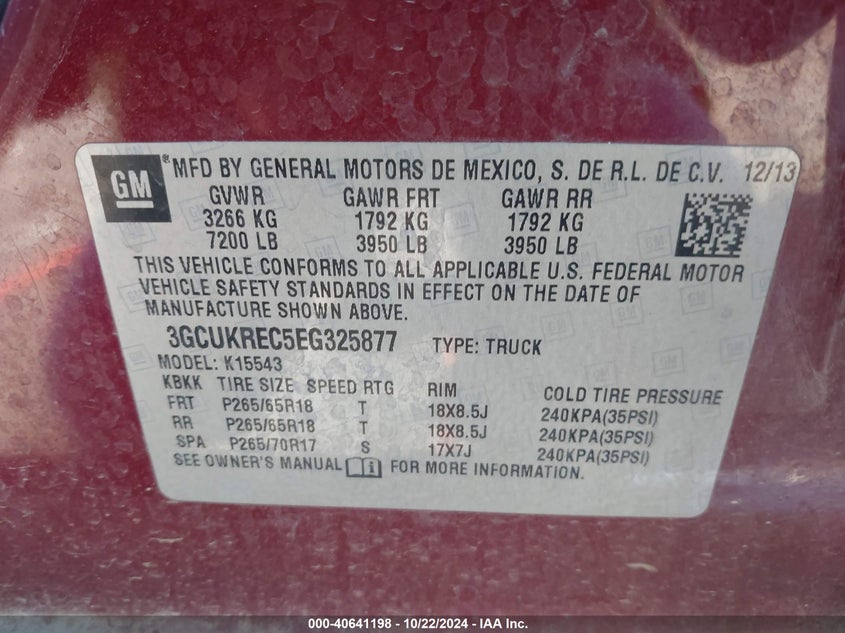 GM ® MFD BY GENERAL MOTORS DE MEXICO, S. DE R.L. DE C.V. 12/13
GVWR GAWR FRT GAWR RR
3266 KG 1792 KG 1792 KG
7200 LB 3950 LB 3950 LB
THIS VEHICLE CONFORMS TO ALL APPLICABLE U.S. FEDERAL MOTOR
VEHICLE SAFETY STANDARDS IN EFFECT ON THE DATE OF
MANUFACTURE SHOWN ABOVE.
3GCUKREC5EG325877 TYPE: TRUCK
MODEL: K15543
KBKK TIRE SIZE SPEED RTG RIM COLD TIRE PRESSURE
FRT P265/65R18 T 18X8.5J 240KPA(35PSI)
RR P265/65R18 T 18X8.5J 240KPA(35PSI)
SPA P265/70R17 S 17X7J 240KPA(35PSI)
SEE OWNER'S MANUAL FOR MORE INFORMATION.
000-40641198 - 10/22/2024 - IAA Inc.